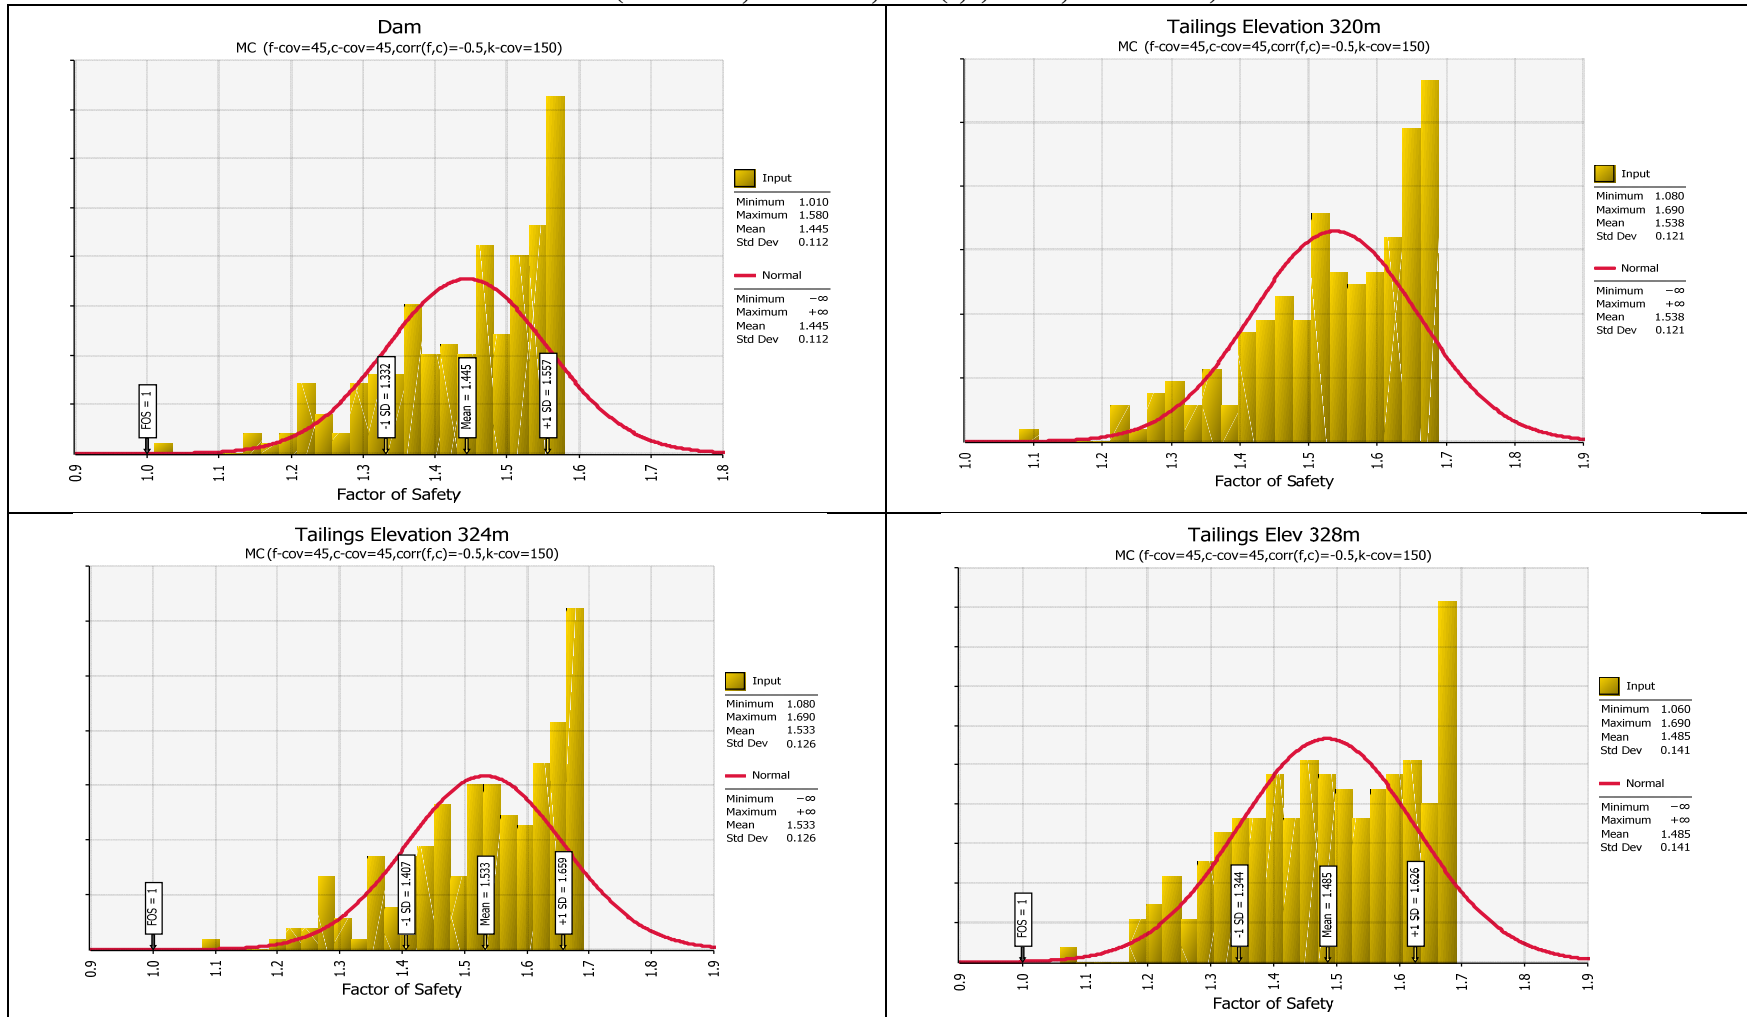 Dam
MC (f-cov=45,c-cov=45,corr(f,c)=-0.5,k-cov=150)
FOS = 1
-1 SD = 1.332
Mean = 1.445
+1 SD = 1.557
0.9 1.0 1.1 1.2 1.3 1.4 1.5 1.6 1.7 1.8
Factor of Safety
Input
Minimum 1.010
Maximum 1.580
Mean 1.445
Std Dev 0.112
Normal
Minimum −∞
Maximum +∞
Mean 1.445
Std Dev 0.112
Tailings Elevation 320m
MC (f-cov=45,c-cov=45,corr(f,c)=-0.5,k-cov=150)
1.0 1.1 1.2 1.3 1.4 1.5 1.6 1.7 1.8 1.9
Factor of Safety
Input
Minimum 1.080
Maximum 1.690
Mean 1.538
Std Dev 0.121
Normal
Minimum −∞
Maximum +∞
Mean 1.538
Std Dev 0.121
Tailings Elevation 324m
MC (f-cov=45,c-cov=45,corr(f,c)=-0.5,k-cov=150)
FOS = 1
-1 SD = 1.407
Mean = 1.533
+1 SD = 1.659
0.9 1.0 1.1 1.2 1.3 1.4 1.5 1.6 1.7 1.8 1.9
Factor of Safety
Input
Minimum 1.080
Maximum 1.690
Mean 1.533
Std Dev 0.126
Normal
Minimum −∞
Maximum +∞
Mean 1.533
Std Dev 0.126
Tailings Elev 328m
MC (f-cov=45,c-cov=45,corr(f,c)=-0.5,k-cov=150)
FOS = 1
-1 SD = 1.344
Mean = 1.485
+1 SD = 1.626
0.9 1.0 1.1 1.2 1.3 1.4 1.5 1.6 1.7 1.8 1.9
Factor of Safety
Input
Minimum 1.060
Maximum 1.690
Mean 1.485
Std Dev 0.141
Normal
Minimum −∞
Maximum +∞
Mean 1.485
Std Dev 0.141